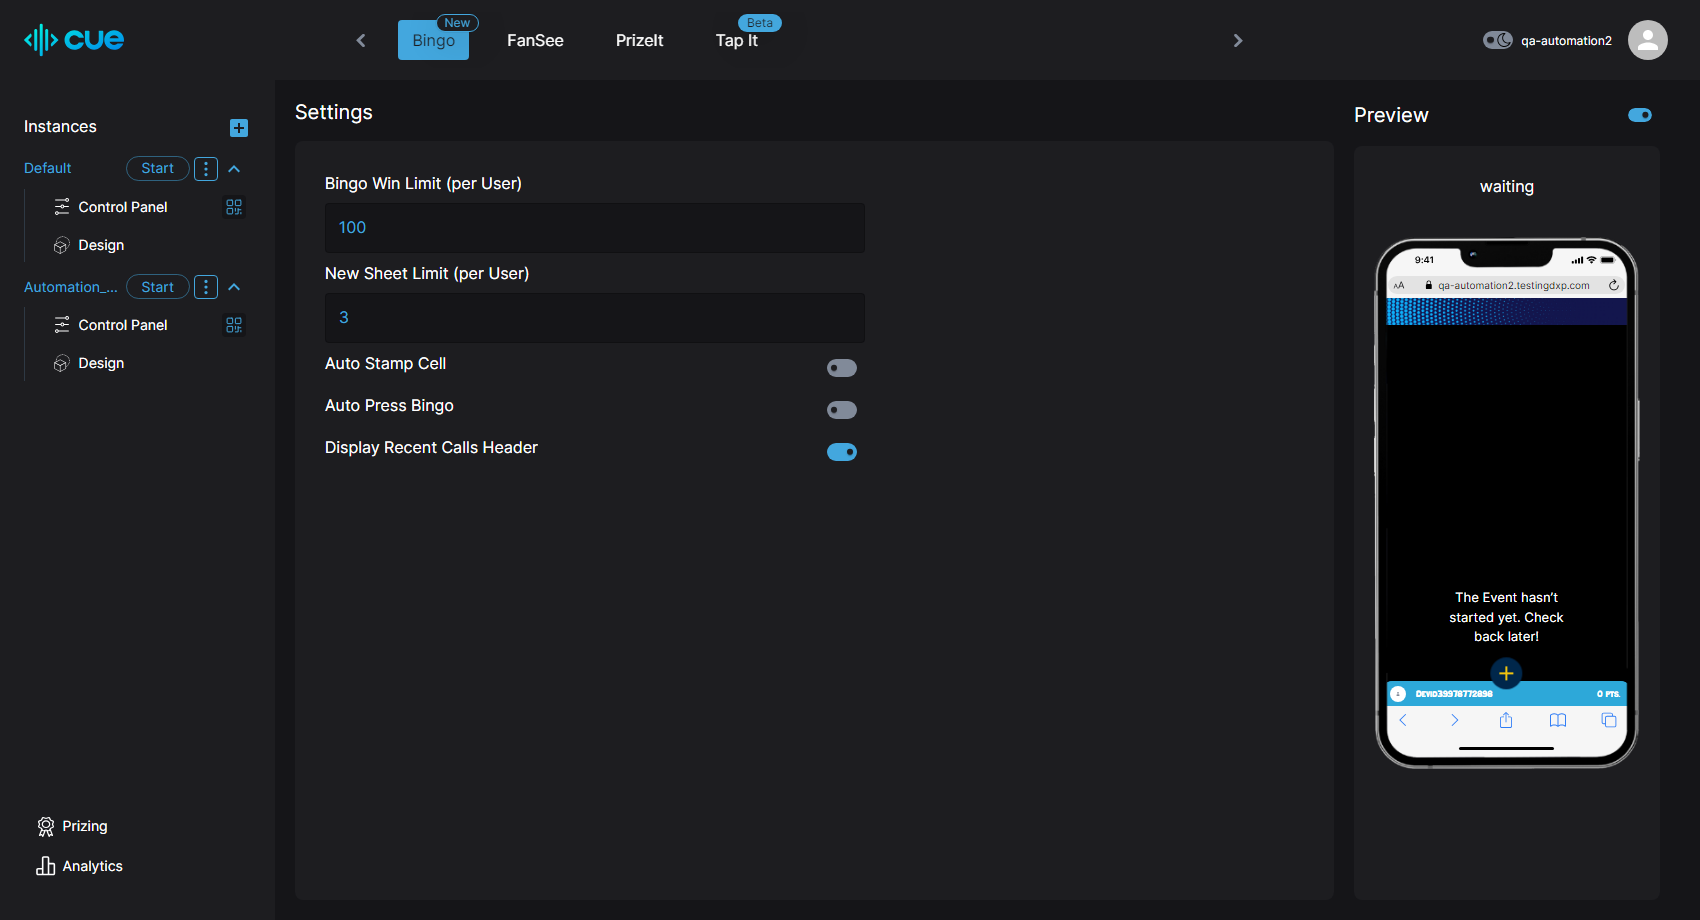 cue
Bingo
New
FanSee
PrizeIt
Tap It
Beta
qa-automation2
Instances
Default
Start
Control Panel
Design
Automation_...
Start
Control Panel
Design
Prizing
Analytics
Settings
Bingo Win Limit (per User)
100
New Sheet Limit (per User)
3
Auto Stamp Cell
Auto Press Bingo
Display Recent Calls Header
Preview
waiting
9:41
AA qa-automation2.testingdxp.com
The Event hasn't
started yet. Check
back later!
0 PTS.